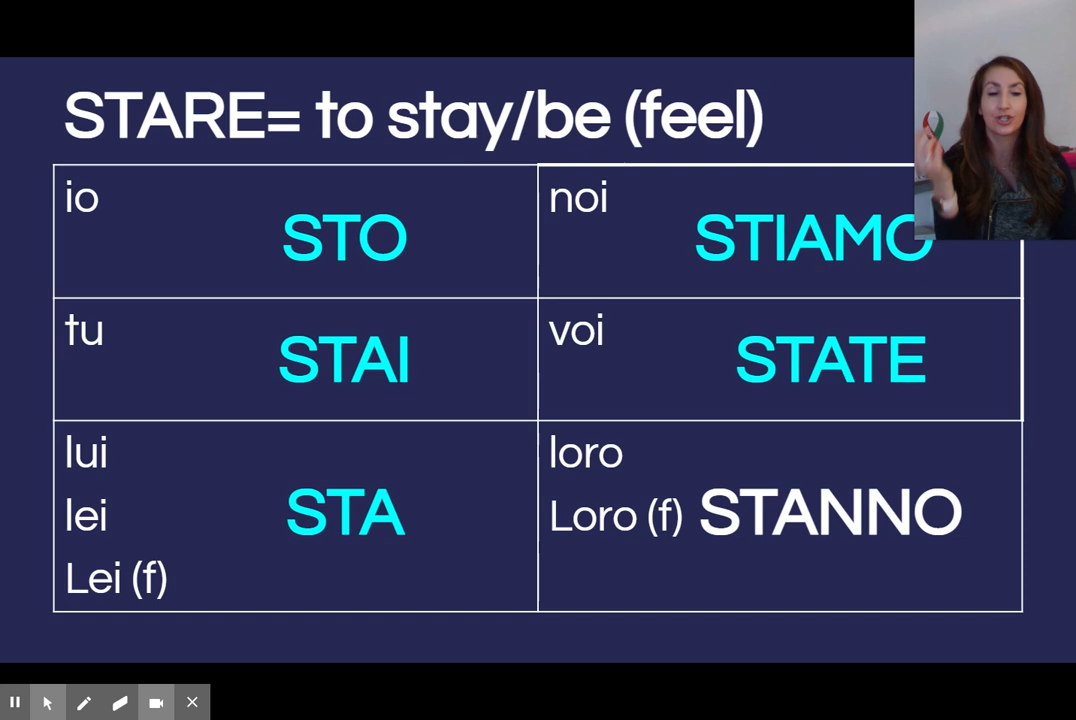 STARE= to stay/be (feel)
io
STO
noi
STIAMO
tu
STAI
voi
STATE
lui
lei
Lei (f)
STA
loro
Loro (f)
STANNO